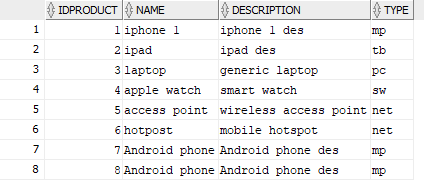 IDPRODUCT NAME DESCRIPTION TYPE
1 1 iphone 1 iphone 1 des mp
2 2 ipad ipad des tb
3 3 laptop generic laptop pc
4 4 apple watch smart watch sw
5 5 access point wireless access point net
6 6 hotpost mobile hotspot net
7 7 Android phone Android phone des mp
8 8 Android phone Android phone des mp